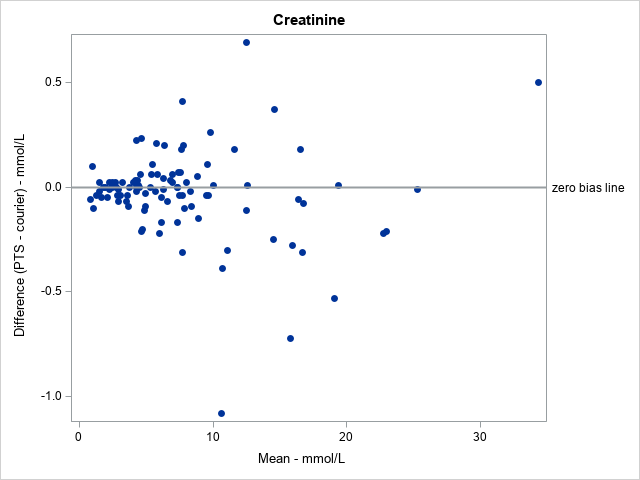 Creatinine
0.5
0.0
-0.5
-1.0
Difference (PTS - courier) - mmol/L
zero bias line
0 10 20 30
Mean - mmol/L